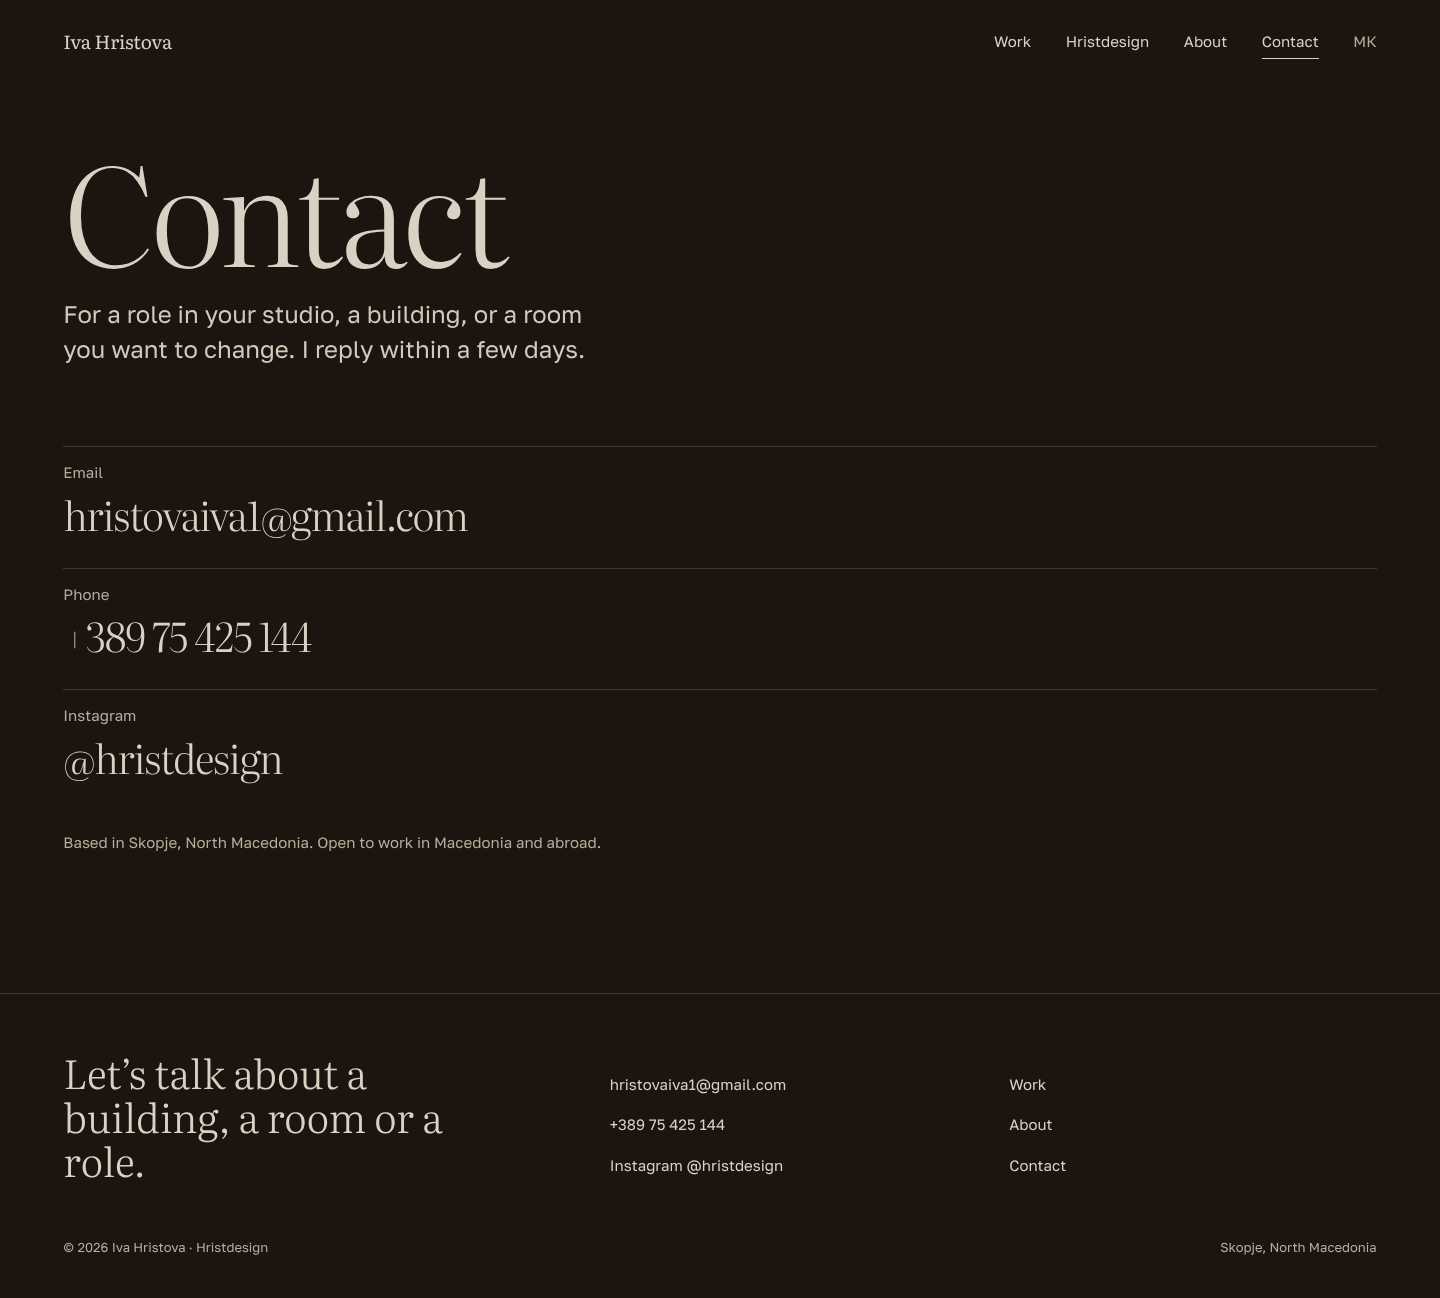 Iva Hristova
Work Hristdesign About Contact MK
Contact
For a role in your studio, a building, or a room
you want to change. I reply within a few days.
Email
hristovaiva1@gmail.com
Phone
+389 75 425 144
Instagram
@hristdesign
Based in Skopje, North Macedonia. Open to work in Macedonia and abroad.
Let’s talk about a
building, a room or a
role.
hristovaiva1@gmail.com
+389 75 425 144
Instagram @hristdesign
Work
About
Contact
© 2026 Iva Hristova · Hristdesign
Skopje, North Macedonia